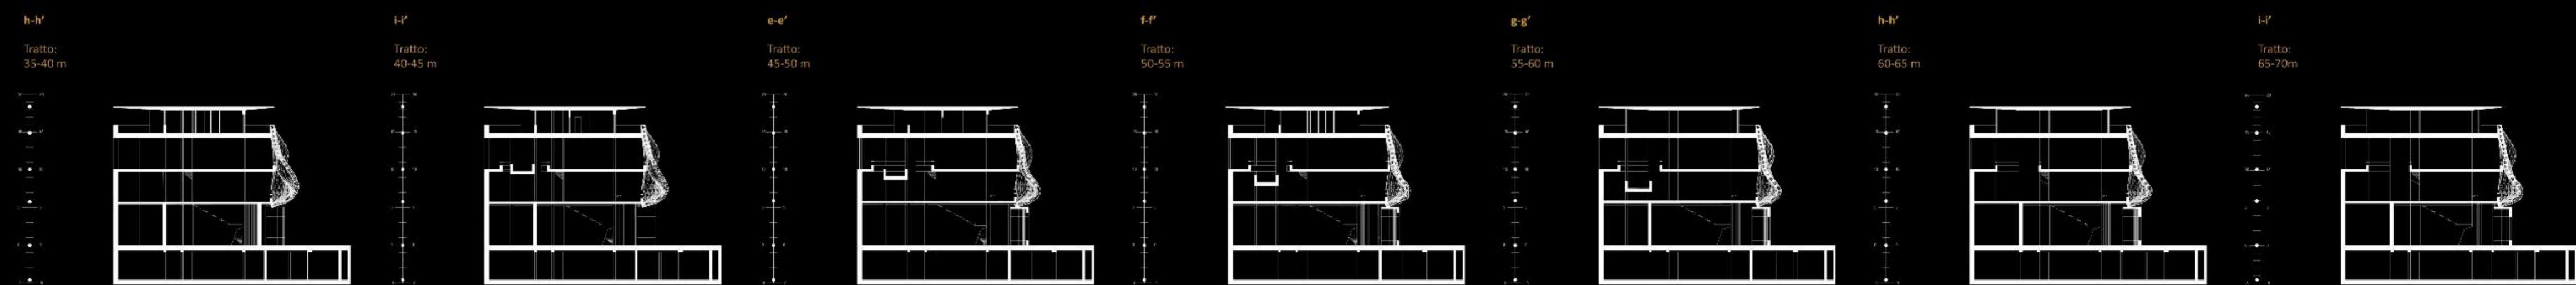 h-h’
Tratto:
35-40 m
i-i’
Tratto:
40-45 m
e-e’
Tratto:
45-50 m
f-f’
Tratto:
50-55 m
g-g’
Tratto:
55-60 m
h-h’
Tratto:
60-65 m
i-i’
Tratto:
65-70m